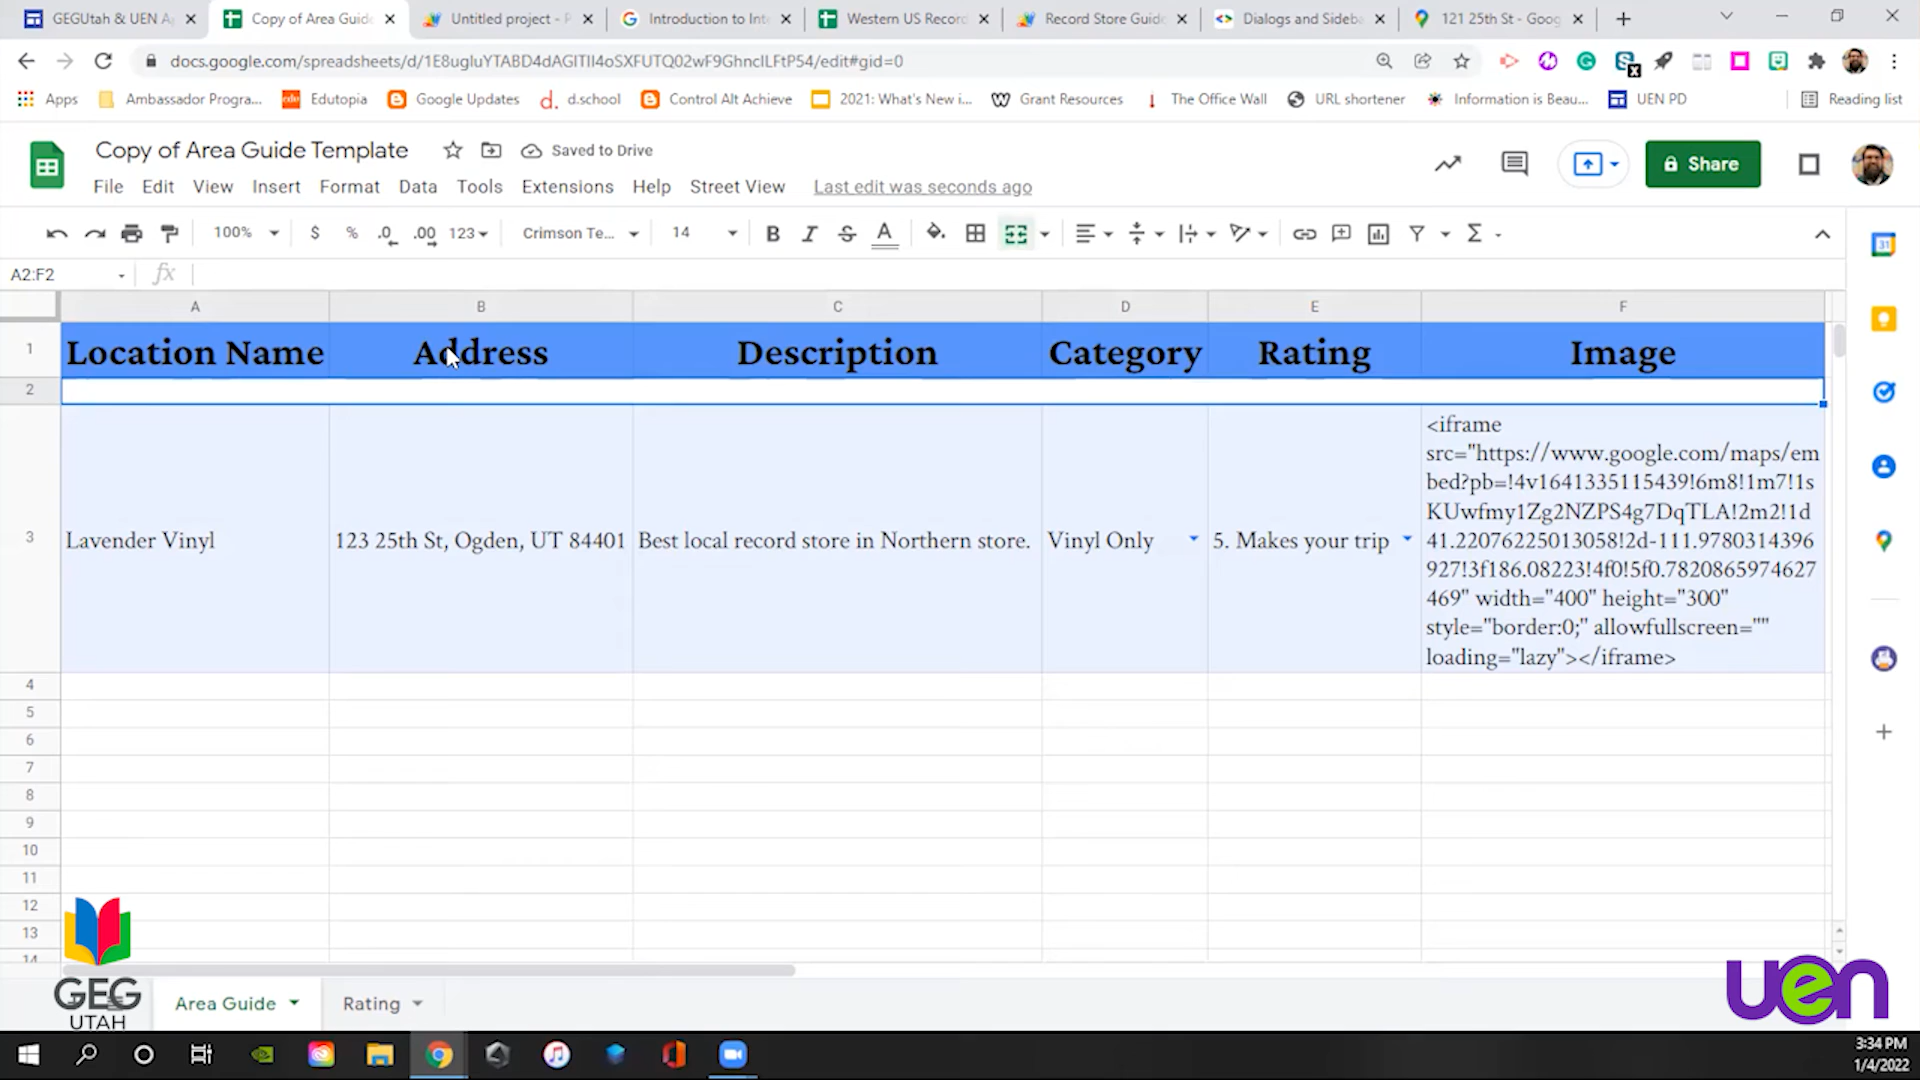 GEGUtah & UEN A
Copy of Area Guide
Untitled project - P
Introduction to Inte
Western US Record
Record Store Guide
Dialogs and Sideba
121 25th St - Goog
docs.google.com/spreadsheets/d/1E8ugluYTABD4dAGITII4oSXFUTQ02wF9GhncILFtP54/edit#gid=0
Apps
Ambassador Progra...
Edutopia
Google Updates
d.school
Control Alt Achieve
2021: What's New i...
Grant Resources
The Office Wall
URL shortener
Information is Beau...
UEN PD
Reading list
Copy of Area Guide Template
Saved to Drive
File Edit View Insert Format Data Tools Extensions Help Street View Last edit was seconds ago
Share
100% $ % .0 .00 123 Crimson Te... 14 B I S A
A2:F2 fx
A B C D E F
1 Location Name Address Description Category Rating Image
2
<iframe
src="https://www.google.com/maps/em
bed?pb=!4v1641335115439!6m8!1m7!1s
KUwfmy1Zg2NZPS4g7DqTLA!2m2!1d
3 Lavender Vinyl 123 25th St, Ogden, UT 84401 Best local record store in Northern store. Vinyl Only 5. Makes your trip 41.22076225013058!2d-111.9780314396
927!3f186.08223!4f0!5f0.7820865974627
469" width="400" height="300"
style="border:0;" allowfullscreen=""
loading="lazy"></iframe>
4
5
6
7
8
9
10
11
12
13
14
GEG
UTAH
Area Guide
Rating
uen
3:34 PM
1/4/2022